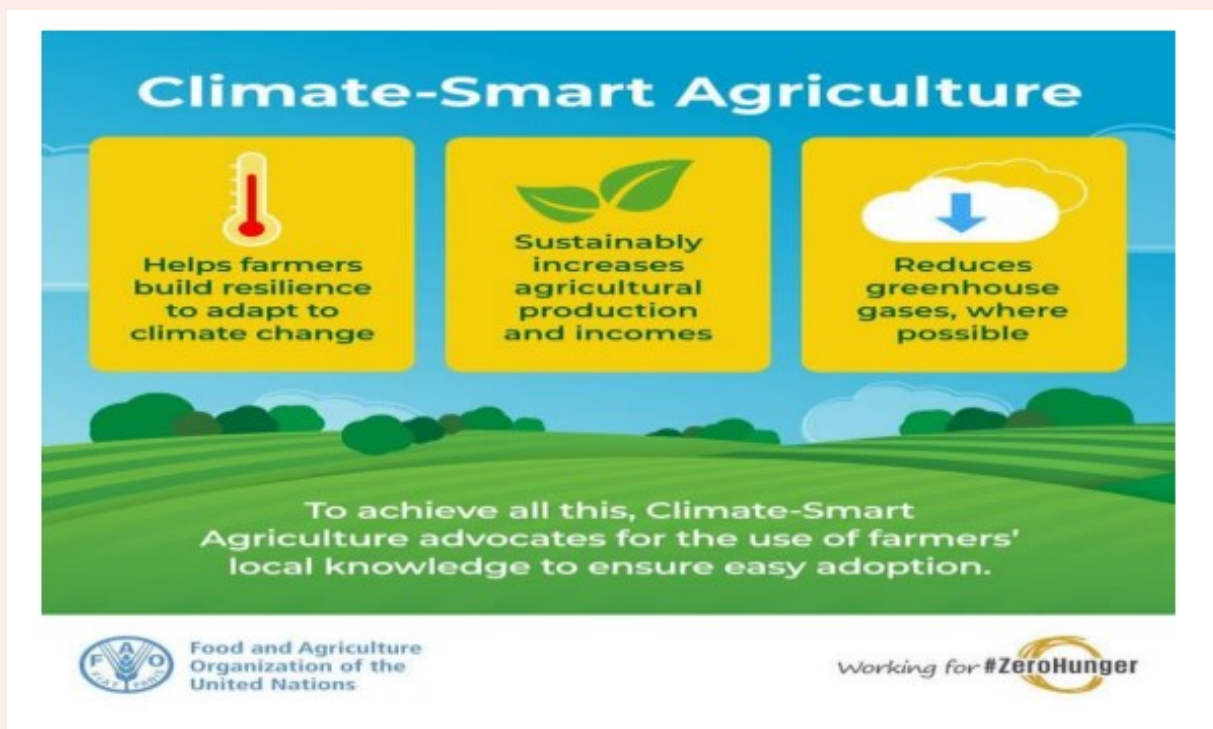 Climate-Smart Agriculture
Helps farmers
build resilience
to adapt to
climate change
Sustainably
increases
agricultural
production
and incomes
Reduces
greenhouse
gases, where
possible
To achieve all this, Climate-Smart
Agriculture advocates for the use of farmers'
local knowledge to ensure easy adoption.
F A O
FIAT PANIS
Food and Agriculture
Organization of the
United Nations
Working for #ZeroHunger